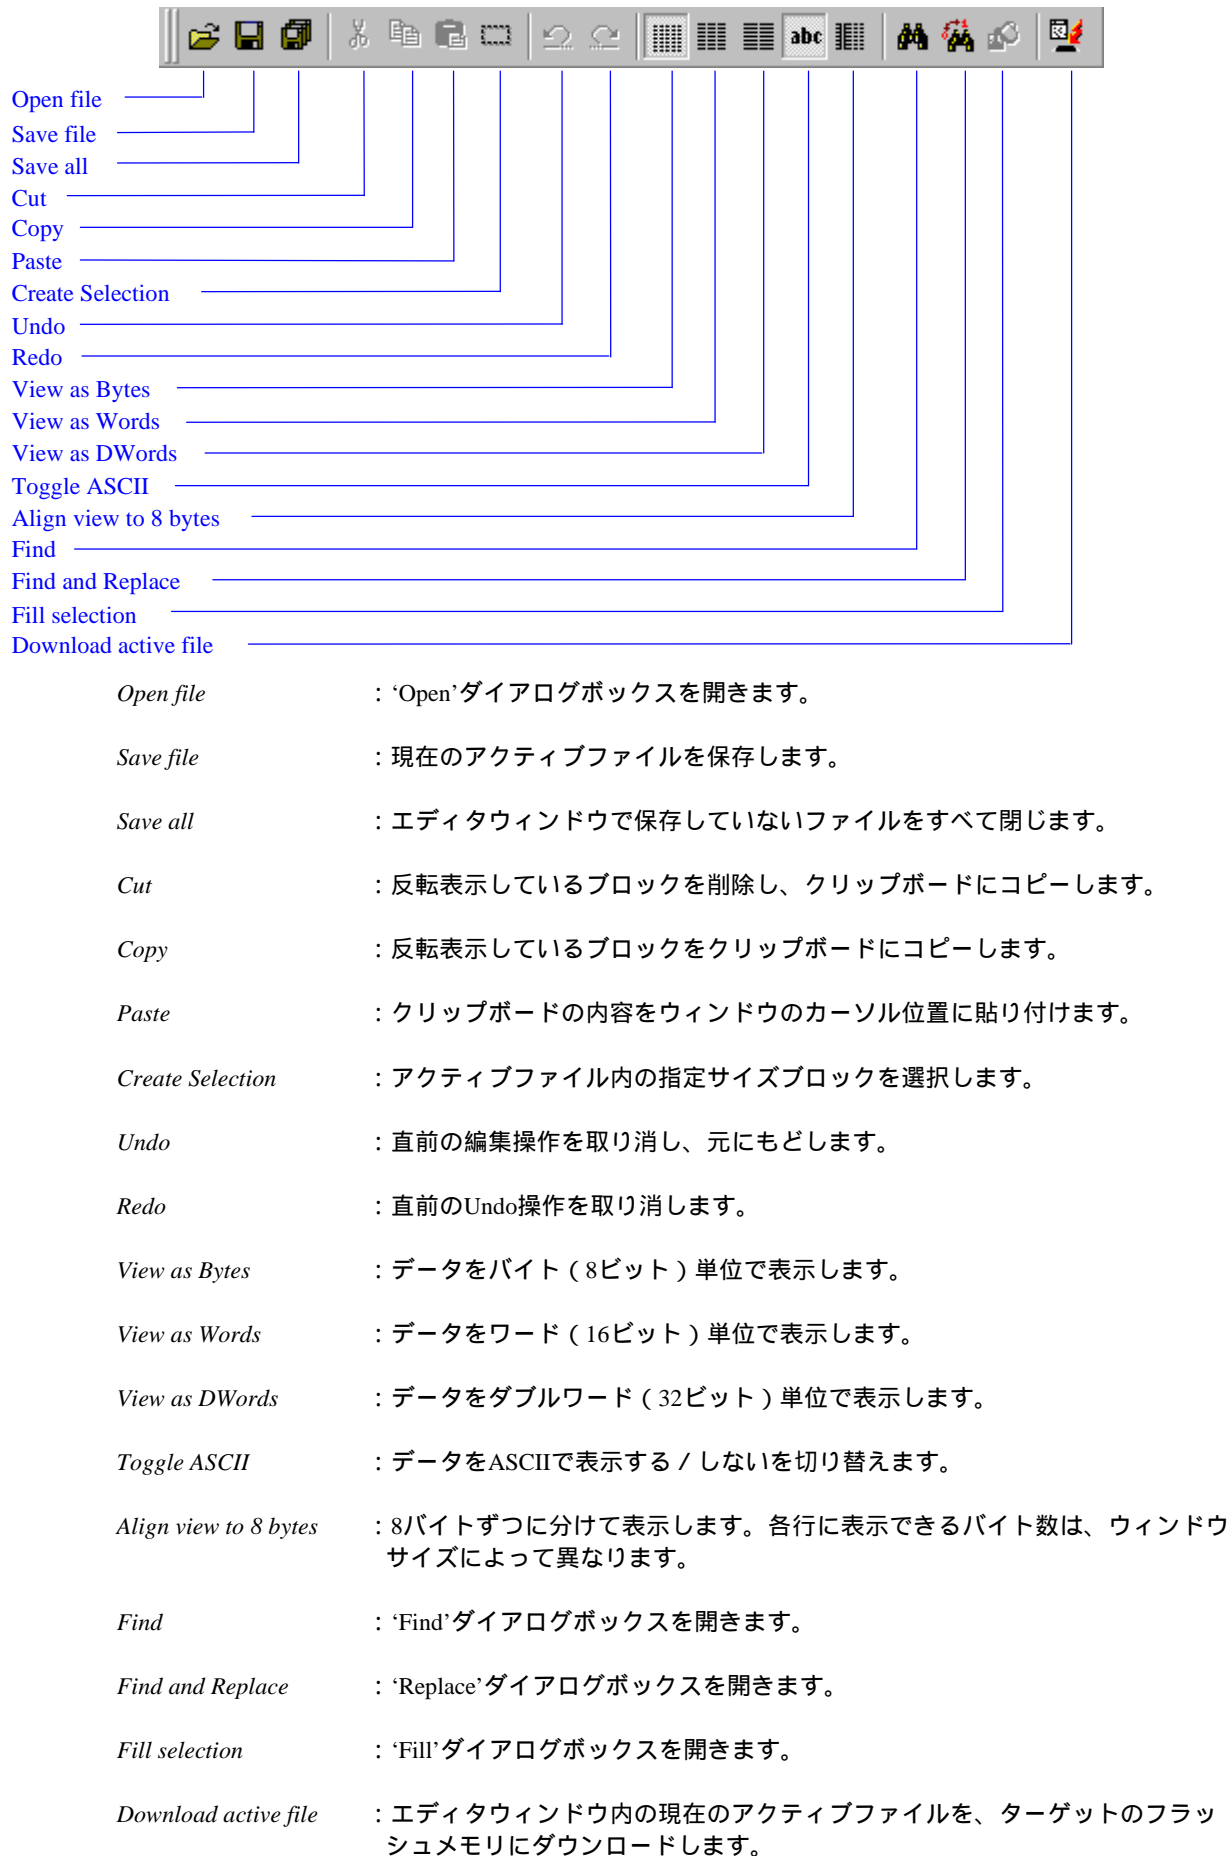 abc
Open file
Save file
Save all
Cut
Copy
Paste
Create Selection
Undo
Redo
View as Bytes
View as Words
View as DWords
Toggle ASCII
Align view to 8 bytes
Find
Find and Replace
Fill selection
Download active file
Open file : ‘Open’ダイアログボックスを開きます。
Save file : 現在のアクティブファイルを保存します。
Save all : エディタウィンドウで保存していないファイルをすべて閉じます。
Cut : 反転表示しているブロックを削除し、クリップボードにコピーします。
Copy : 反転表示しているブロックをクリップボードにコピーします。
Paste : クリップボードの内容をウィンドウのカーソル位置に貼り付けます。
Create Selection : アクティブファイル内の指定サイズブロックを選択します。
Undo : 直前の編集操作を取り消し、元にもどします。
Redo : 直前のUndo操作を取り消します。
View as Bytes : データをバイト（8ビット）単位で表示します。
View as Words : データをワード（16ビット）単位で表示します。
View as DWords : データをダブルワード（32ビット）単位で表示します。
Toggle ASCII : データをASCIIで表示する／しないを切り替えます。
Align view to 8 bytes : 8バイトずつに分けて表示します。各行に表示できるバイト数は、ウィンドウ
サイズによって異なります。
Find : ‘Find’ダイアログボックスを開きます。
Find and Replace : ‘Replace’ダイアログボックスを開きます。
Fill selection : ‘Fill’ダイアログボックスを開きます。
Download active file : エディタウィンドウ内の現在のアクティブファイルを、ターゲットのフラッ
シュメモリにダウンロードします。